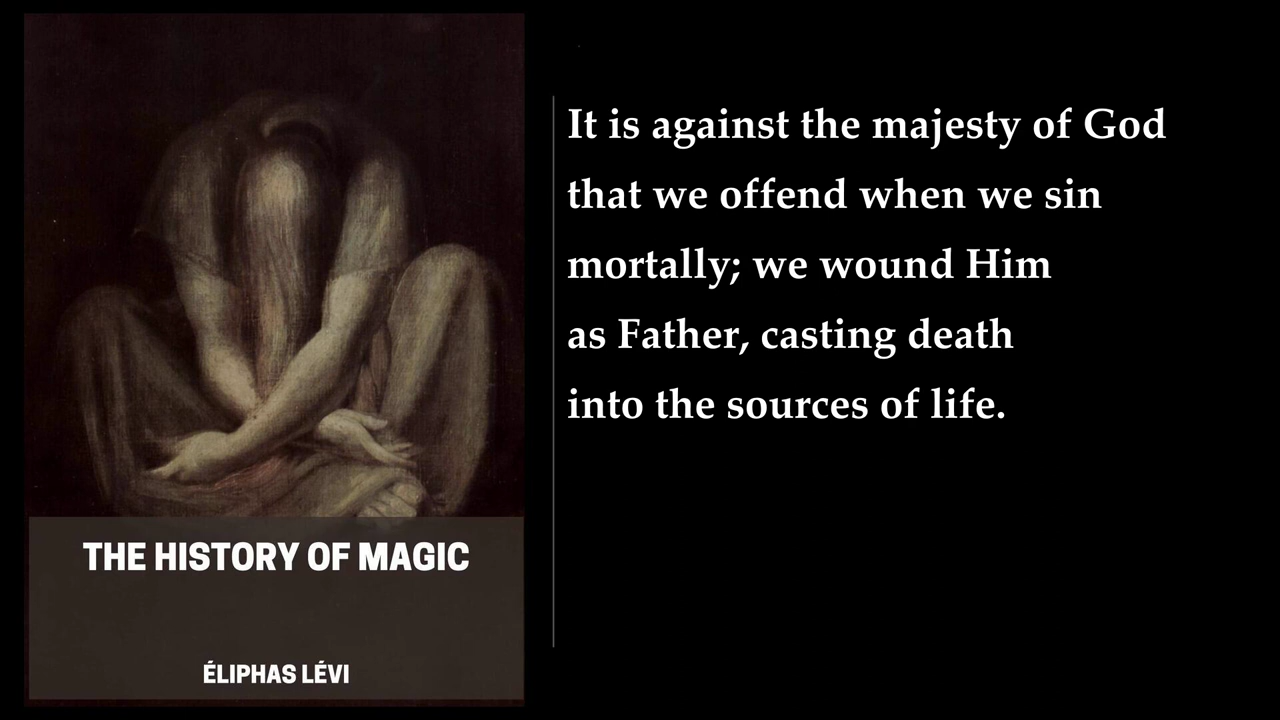 THE HISTORY OF MAGIC
ÉLIPHAS LÉVI
It is against the majesty of God
that we offend when we sin
mortally; we wound Him
as Father, casting death
into the sources of life.